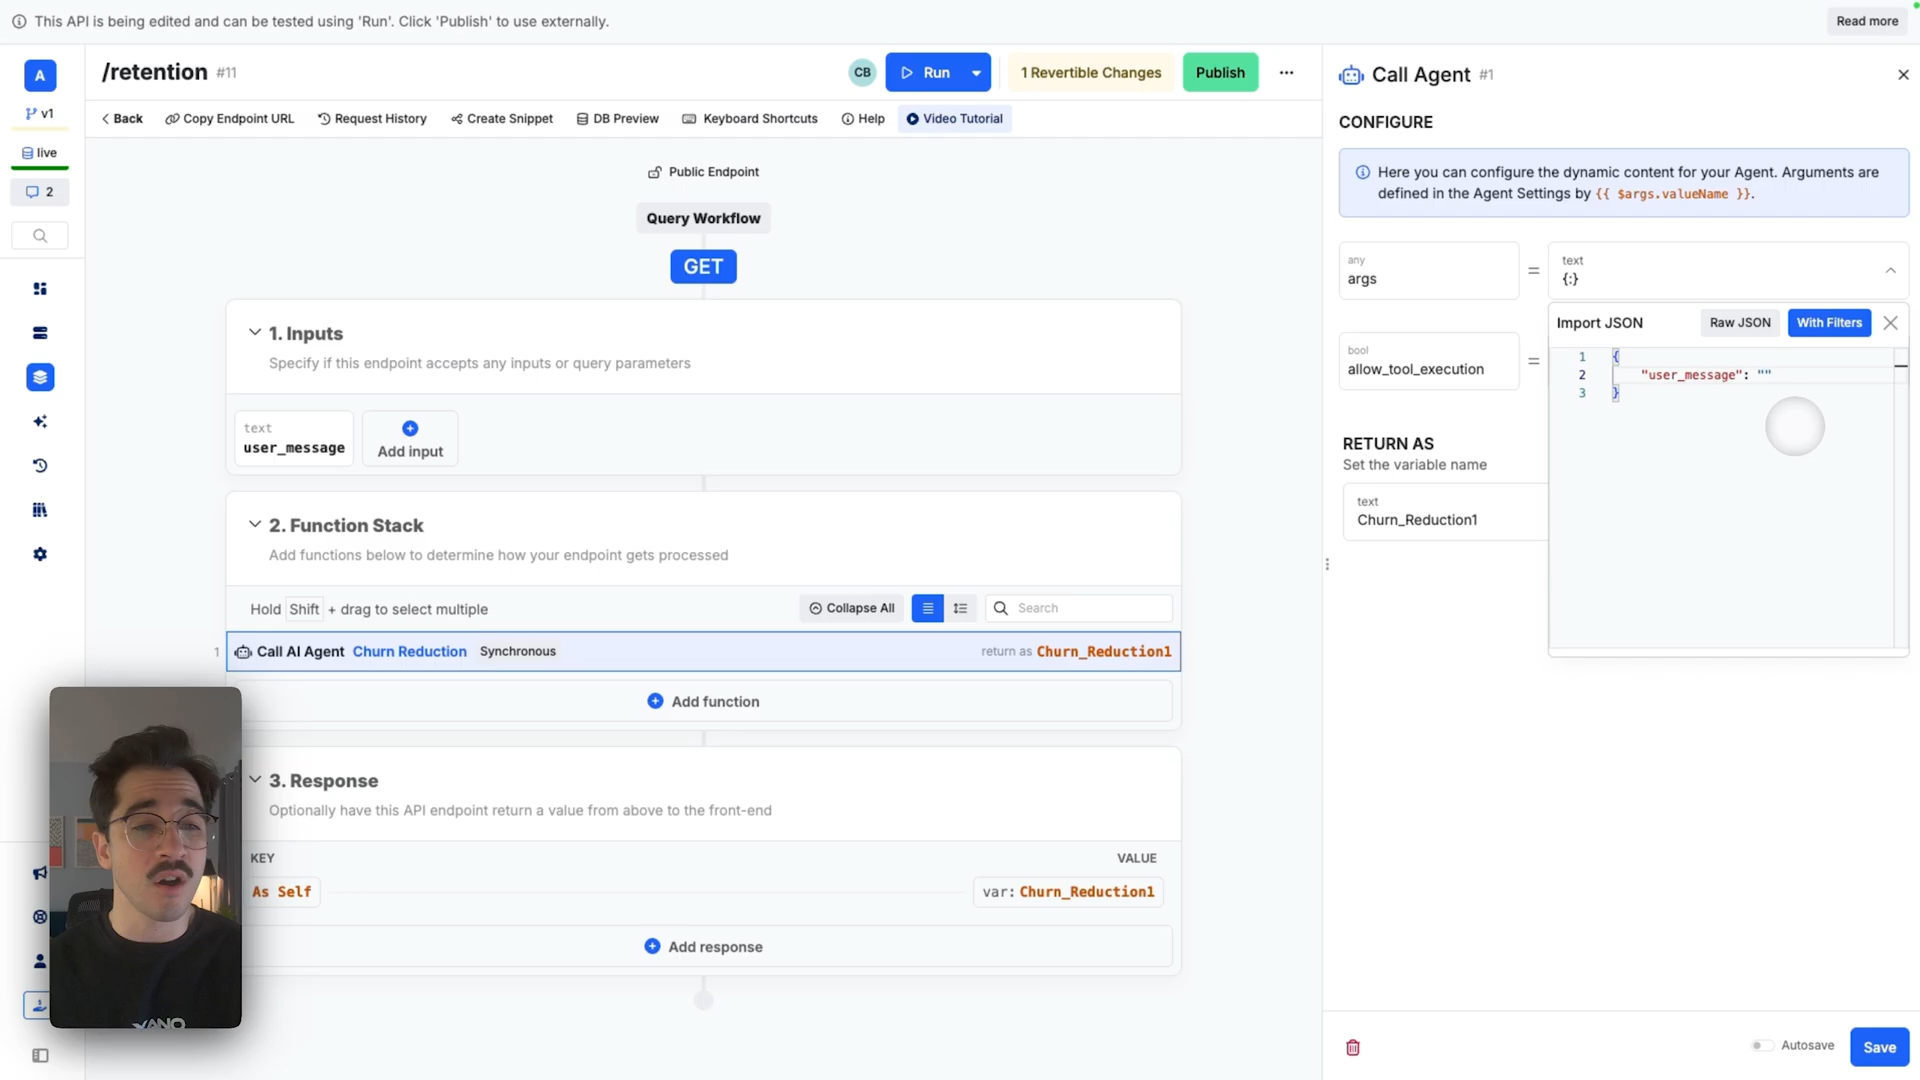 This API is being edited and can be tested using 'Run'. Click 'Publish' to use externally.
Read more
A
v1
live
2
/retention #11
CB
Run
1 Revertible Changes
Publish
Back
Copy Endpoint URL
Request History
Create Snippet
DB Preview
Keyboard Shortcuts
Help
Video Tutorial
Public Endpoint
Query Workflow
GET
1. Inputs
Specify if this endpoint accepts any inputs or query parameters
text
user_message
Add input
2. Function Stack
Add functions below to determine how your endpoint gets processed
Hold Shift + drag to select multiple
Collapse All
Search
1 Call AI Agent Churn Reduction Synchronous return as Churn_Reduction1
Add function
3. Response
Optionally have this API endpoint return a value from above to the front-end
KEY VALUE
As Self var: Churn_Reduction1
Add response
XANO
Call Agent #1
CONFIGURE
Here you can configure the dynamic content for your Agent. Arguments are
defined in the Agent Settings by {{ $args.valueName }}.
any
args
=
text
{:}
Import JSON
Raw JSON
With Filters
1 {
2 "user_message": ""
3 }
bool
allow_tool_execution
=
RETURN AS
Set the variable name
text
Churn_Reduction1
Autosave
Save